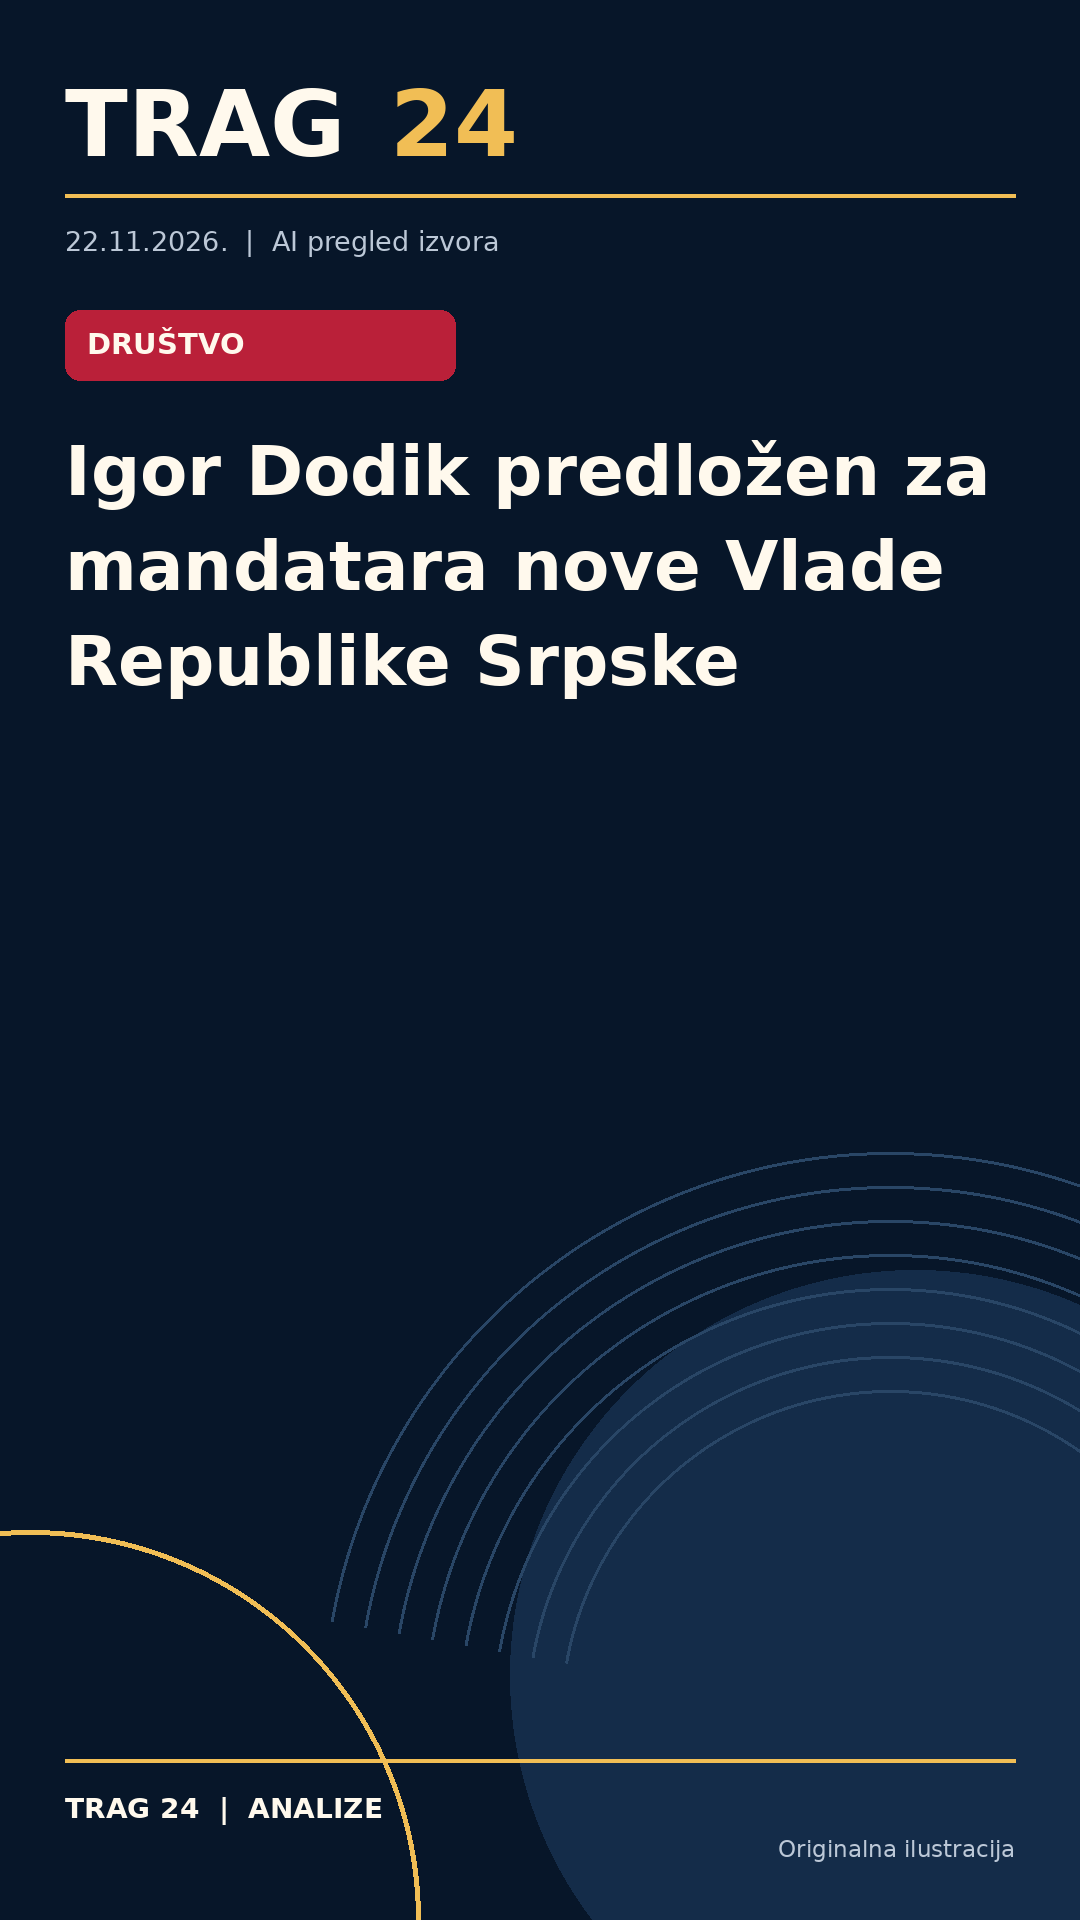 TRAG 24
22.11.2026. | AI pregled izvora
DRUŠTVO
Igor Dodik predložen za
mandatara nove Vlade
Republike Srpske
TRAG 24 | ANALIZE
Originalna ilustracija